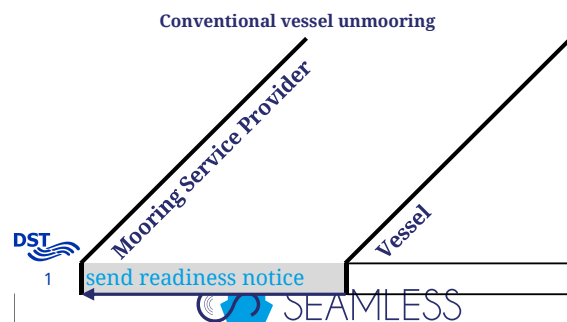 Conventional vessel unmooring
Mooring Service Provider
Vessel
DST
1
send readiness notice
SEAMLESS